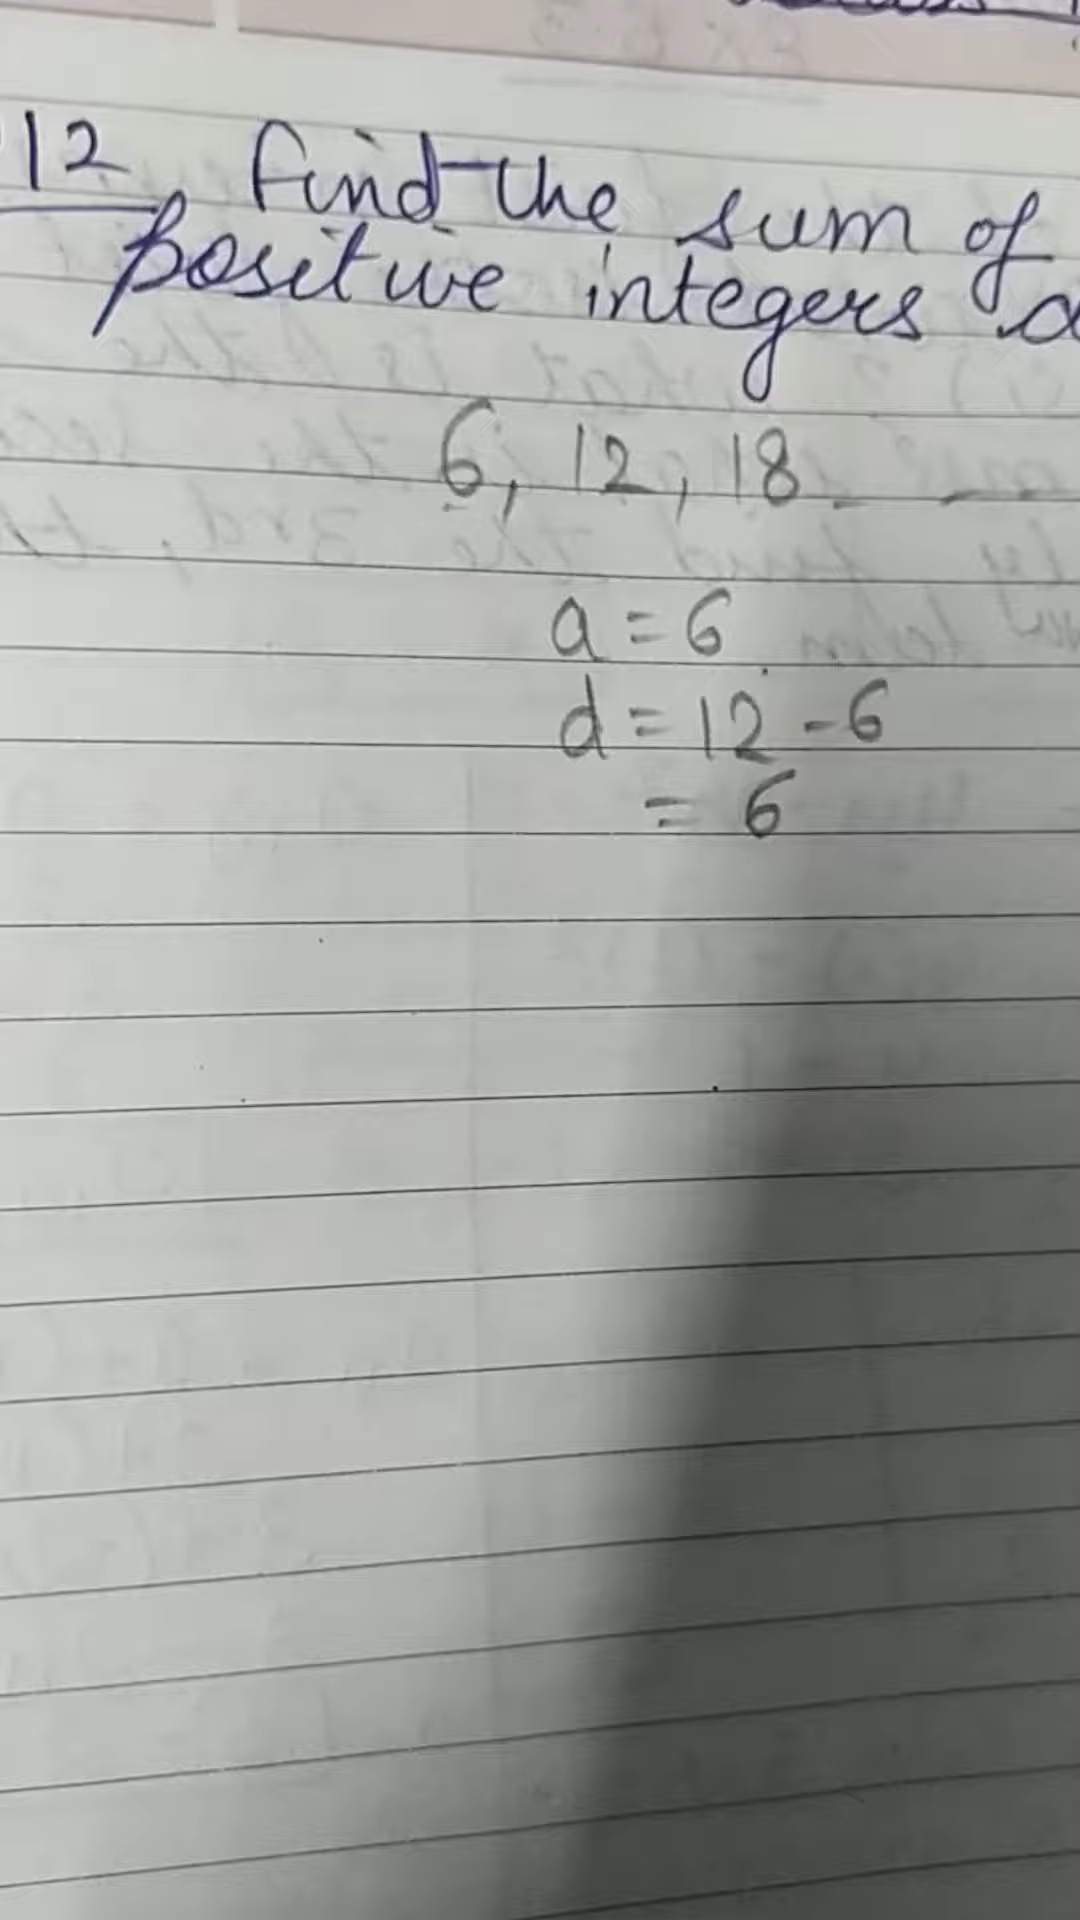 12 Find the sum of
positive integers
6, 12, 18 - —
a = 6
d = 12 - 6
= 6